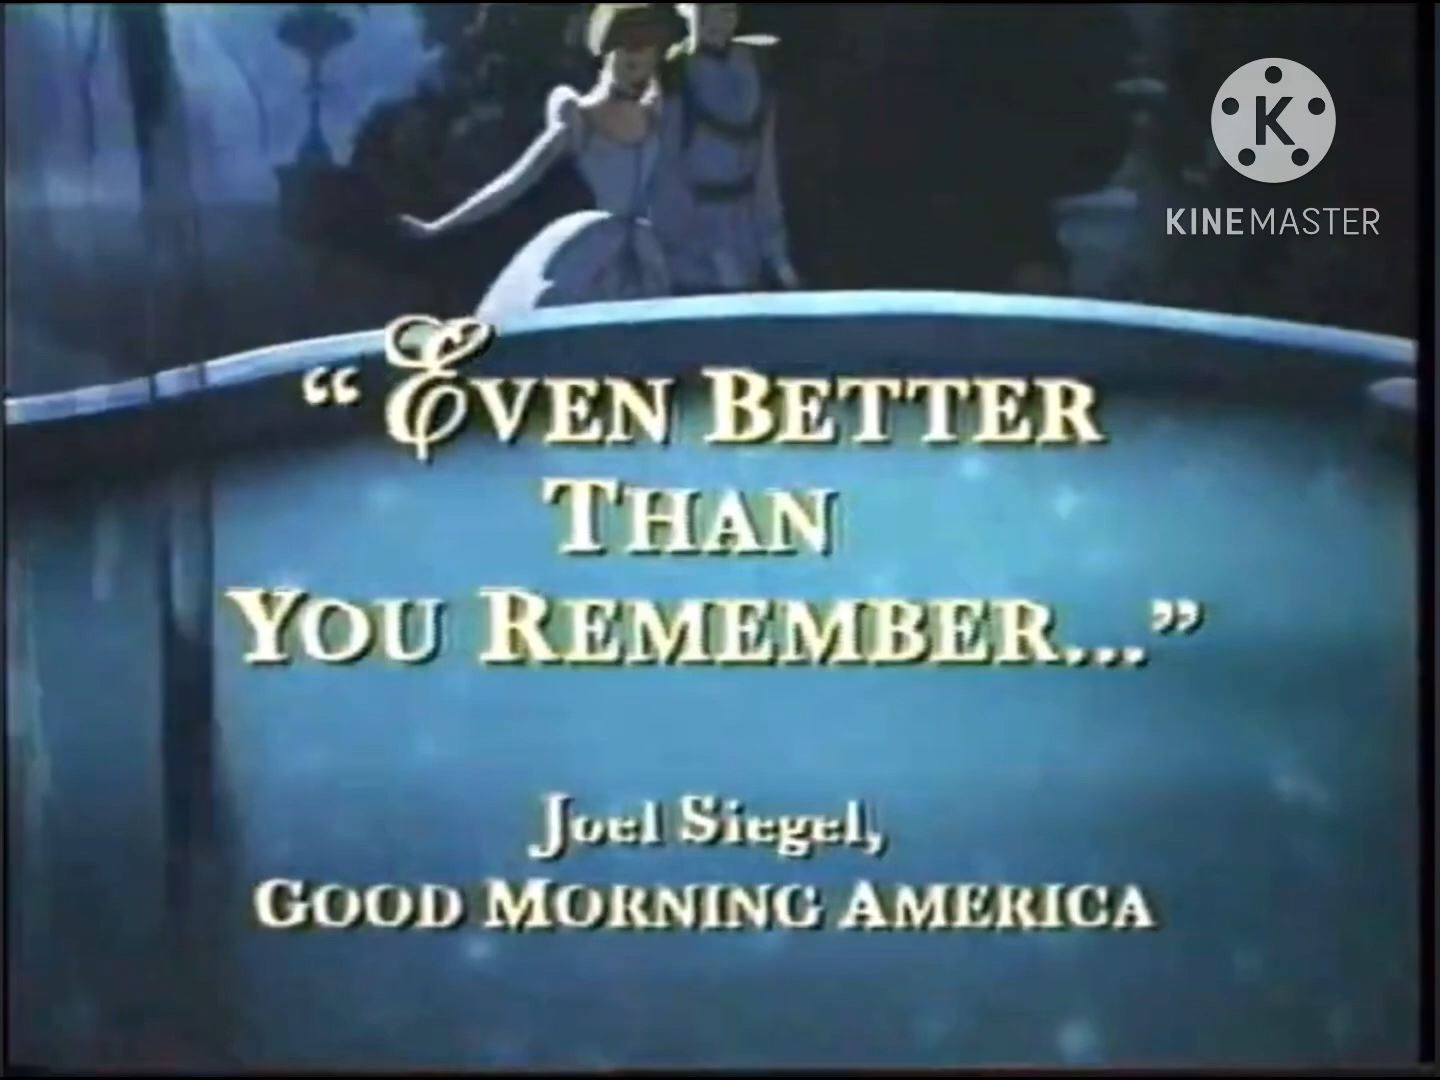 KINEMASTER
“EVEN BETTER
THAN
YOU REMEMBER...”
Joel Siegel,
GOOD MORNING AMERICA